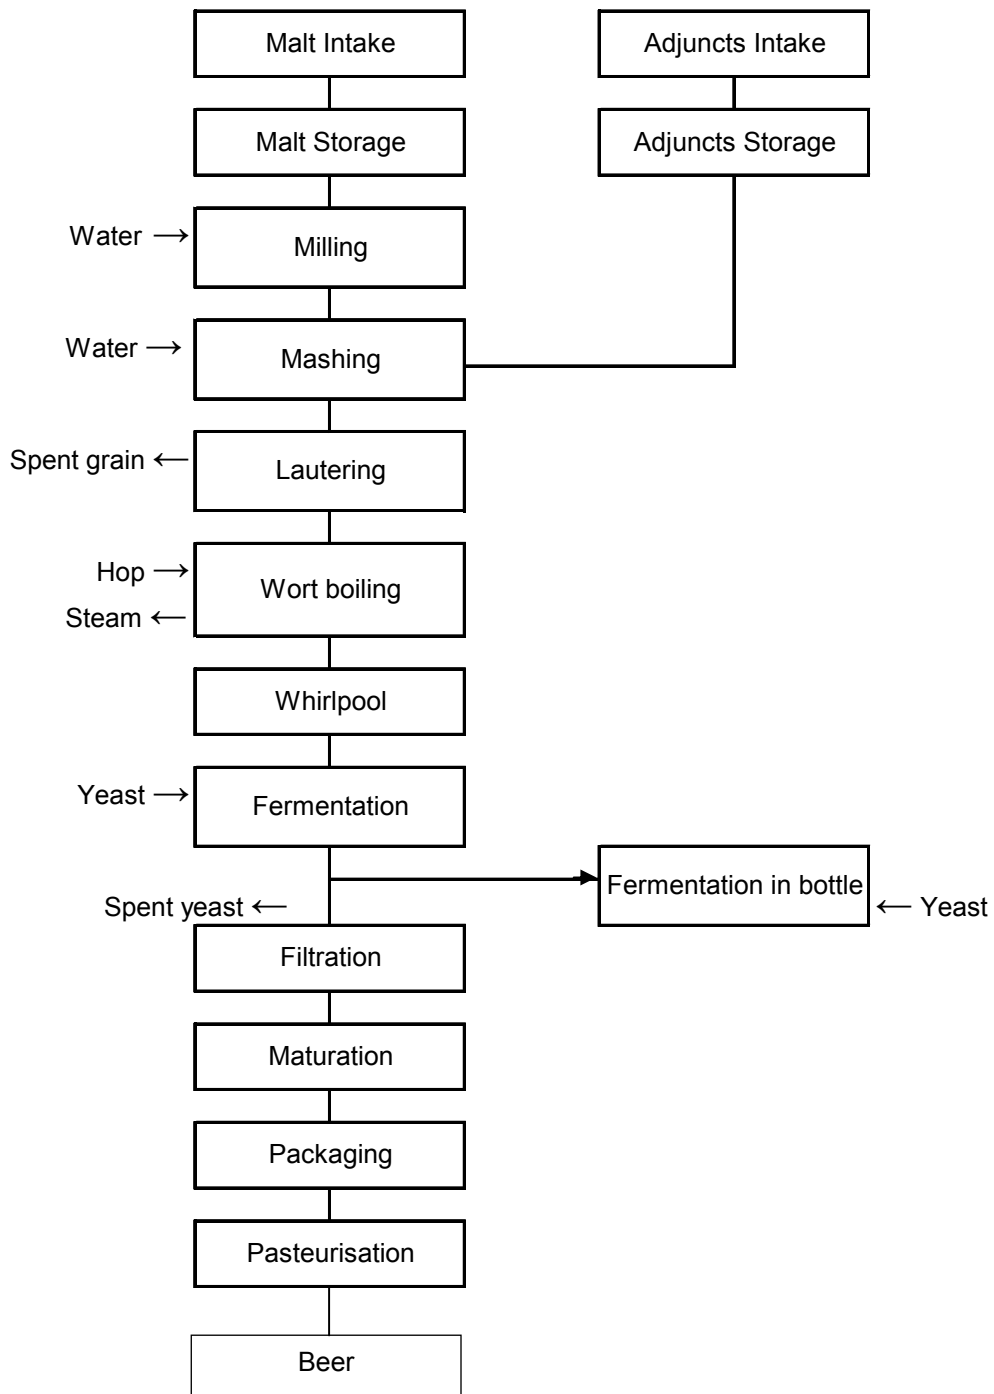 Malt Intake
Adjuncts Intake
Malt Storage
Adjuncts Storage
Water →
Milling
Water →
Mashing
Spent grain ←
Lautering
Hop →
Wort boiling
Steam ←
Whirlpool
Yeast →
Fermentation
Fermentation in bottle
Spent yeast ←
← Yeast
Filtration
Maturation
Packaging
Pasteurisation
Beer